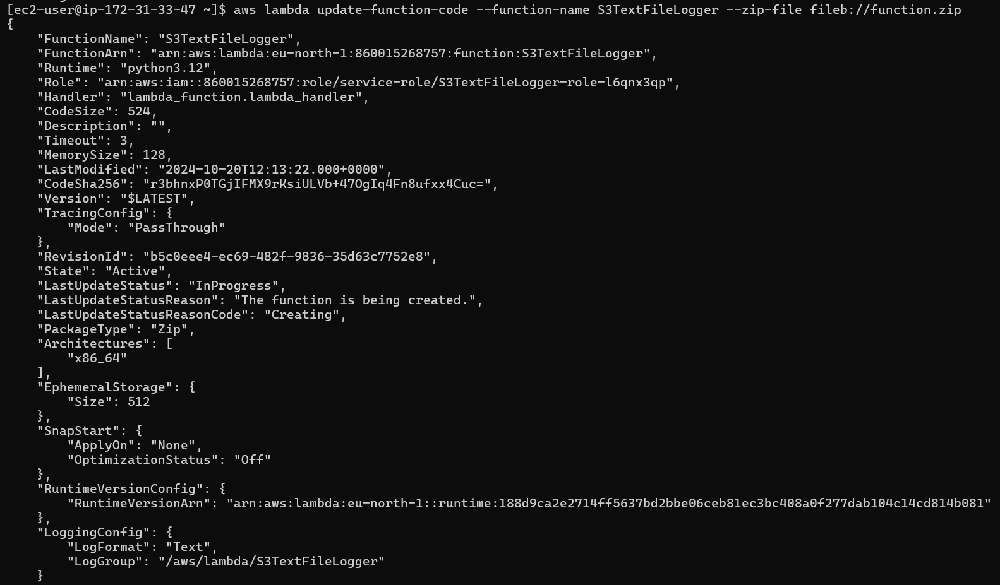 [ec2-user@ip-172-31-33-47 ~]$ aws lambda update-function-code --function-name S3TextFileLogger --zip-file fileb://function.zip
{
    "FunctionName": "S3TextFileLogger",
    "FunctionArn": "arn:aws:lambda:eu-north-1:860015268757:function:S3TextFileLogger",
    "Runtime": "python3.12",
    "Role": "arn:aws:iam::860015268757:role/service-role/S3TextFileLogger-role-l6qnx3qp",
    "Handler": "lambda_function.lambda_handler",
    "CodeSize": 524,
    "Description": "",
    "Timeout": 3,
    "MemorySize": 128,
    "LastModified": "2024-10-20T12:13:22.000+0000",
    "CodeSha256": "r3bhnxP0TGjIFMX9rKsiULVb+47OgIq4Fn8ufxx4Cuc=",
    "Version": "$LATEST",
    "TracingConfig": {
        "Mode": "PassThrough"
    },
    "RevisionId": "b5c0eee4-ec69-482f-9836-35d63c7752e8",
    "State": "Active",
    "LastUpdateStatus": "InProgress",
    "LastUpdateStatusReason": "The function is being created.",
    "LastUpdateStatusReasonCode": "Creating",
    "PackageType": "Zip",
    "Architectures": [
        "x86_64"
    ],
    "EphemeralStorage": {
        "Size": 512
    },
    "SnapStart": {
        "ApplyOn": "None",
        "OptimizationStatus": "Off"
    },
    "RuntimeVersionConfig": {
        "RuntimeVersionArn": "arn:aws:lambda:eu-north-1::runtime:188d9ca2e2714ff5637bd2bbe06ceb81ec3bc408a0f277dab104c14cd814b081"
    },
    "LoggingConfig": {
        "LogFormat": "Text",
        "LogGroup": "/aws/lambda/S3TextFileLogger"
    }